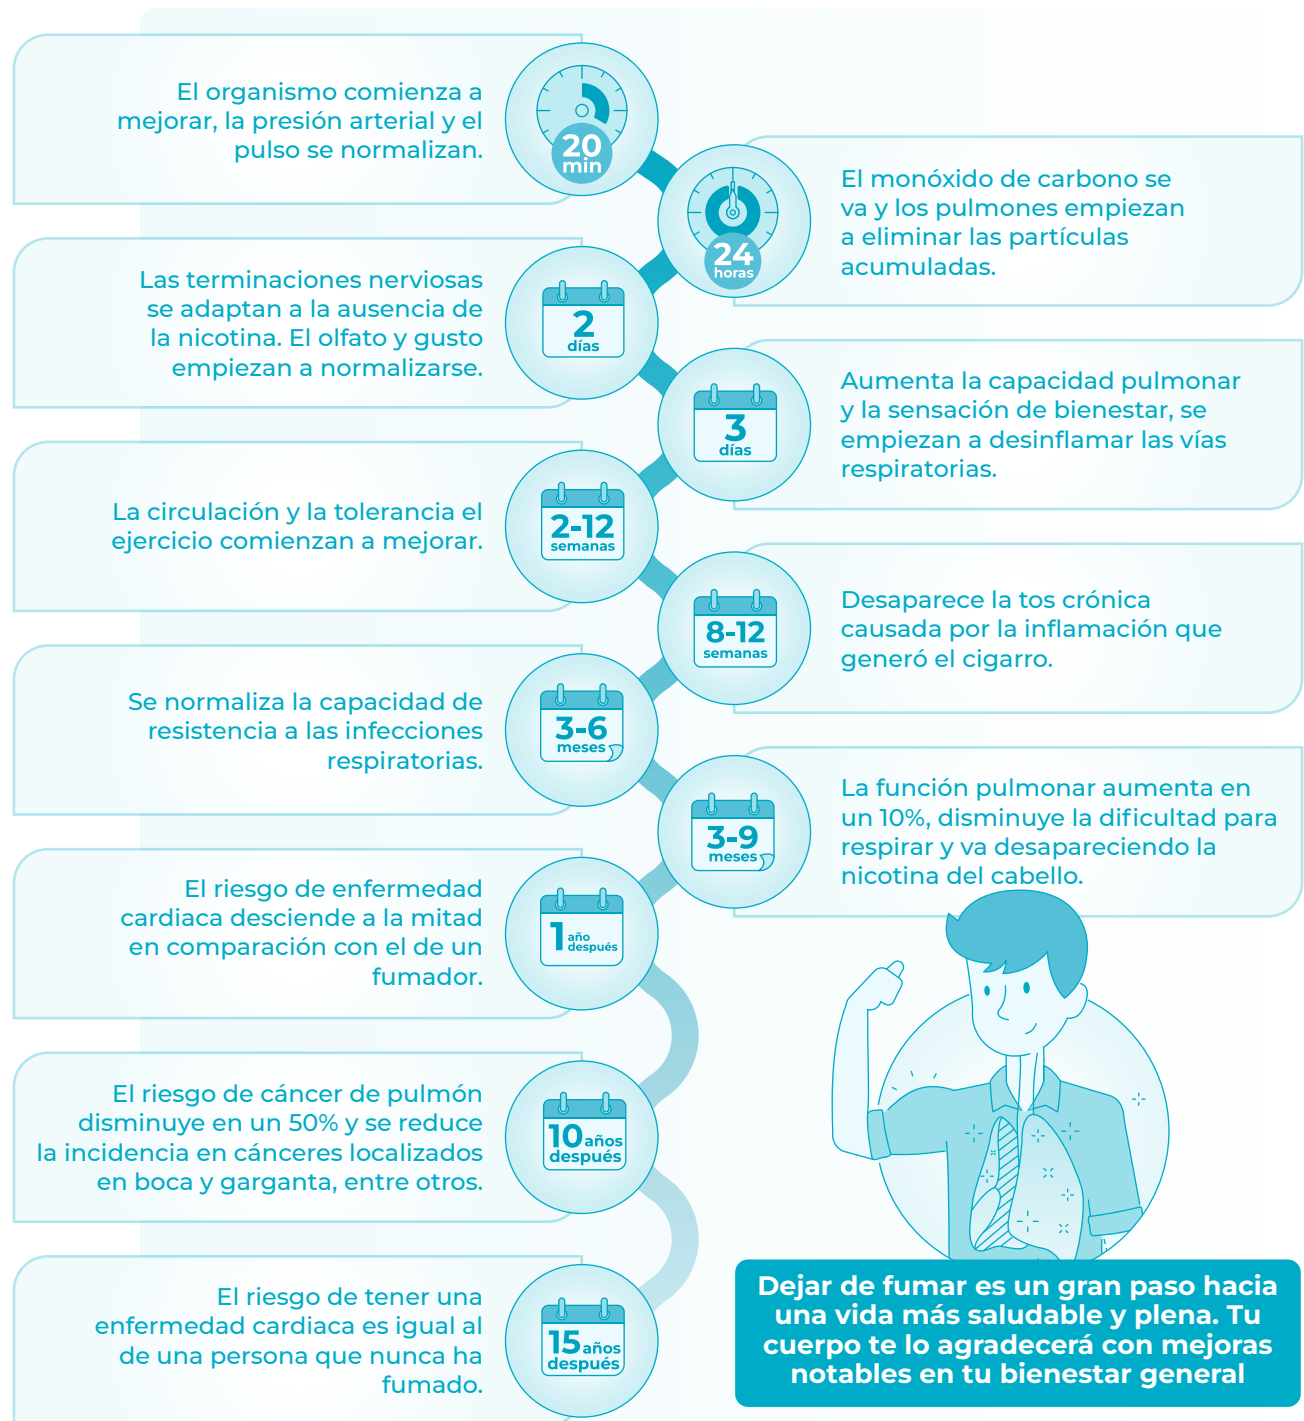 El organismo comienza a
mejorar, la presión arterial y el
pulso se normalizan.
20
min
El monóxido de carbono se
va y los pulmones empiezan
a eliminar las partículas
acumuladas.
24
horas
Las terminaciones nerviosas
se adaptan a la ausencia de
la nicotina. El olfato y gusto
empiezan a normalizarse.
2
días
Aumenta la capacidad pulmonar
y la sensación de bienestar, se
empiezan a desinflamar las vías
respiratorias.
3
días
La circulación y la tolerancia el
ejercicio comienzan a mejorar.
2-12
semanas
Desaparece la tos crónica
causada por la inflamación que
generó el cigarro.
8-12
semanas
Se normaliza la capacidad de
resistencia a las infecciones
respiratorias.
3-6
meses
La función pulmonar aumenta en
un 10%, disminuye la dificultad para
respirar y va desapareciendo la
nicotina del cabello.
3-9
meses
El riesgo de enfermedad
cardiaca desciende a la mitad
en comparación con el de un
fumador.
1 año
después
El riesgo de cáncer de pulmón
disminuye en un 50% y se reduce
la incidencia en cánceres localizados
en boca y garganta, entre otros.
10 años
después
El riesgo de tener una
enfermedad cardiaca es igual al
de una persona que nunca ha
fumado.
15 años
después
Dejar de fumar es un gran paso hacia
una vida más saludable y plena. Tu
cuerpo te lo agradecerá con mejoras
notables en tu bienestar general